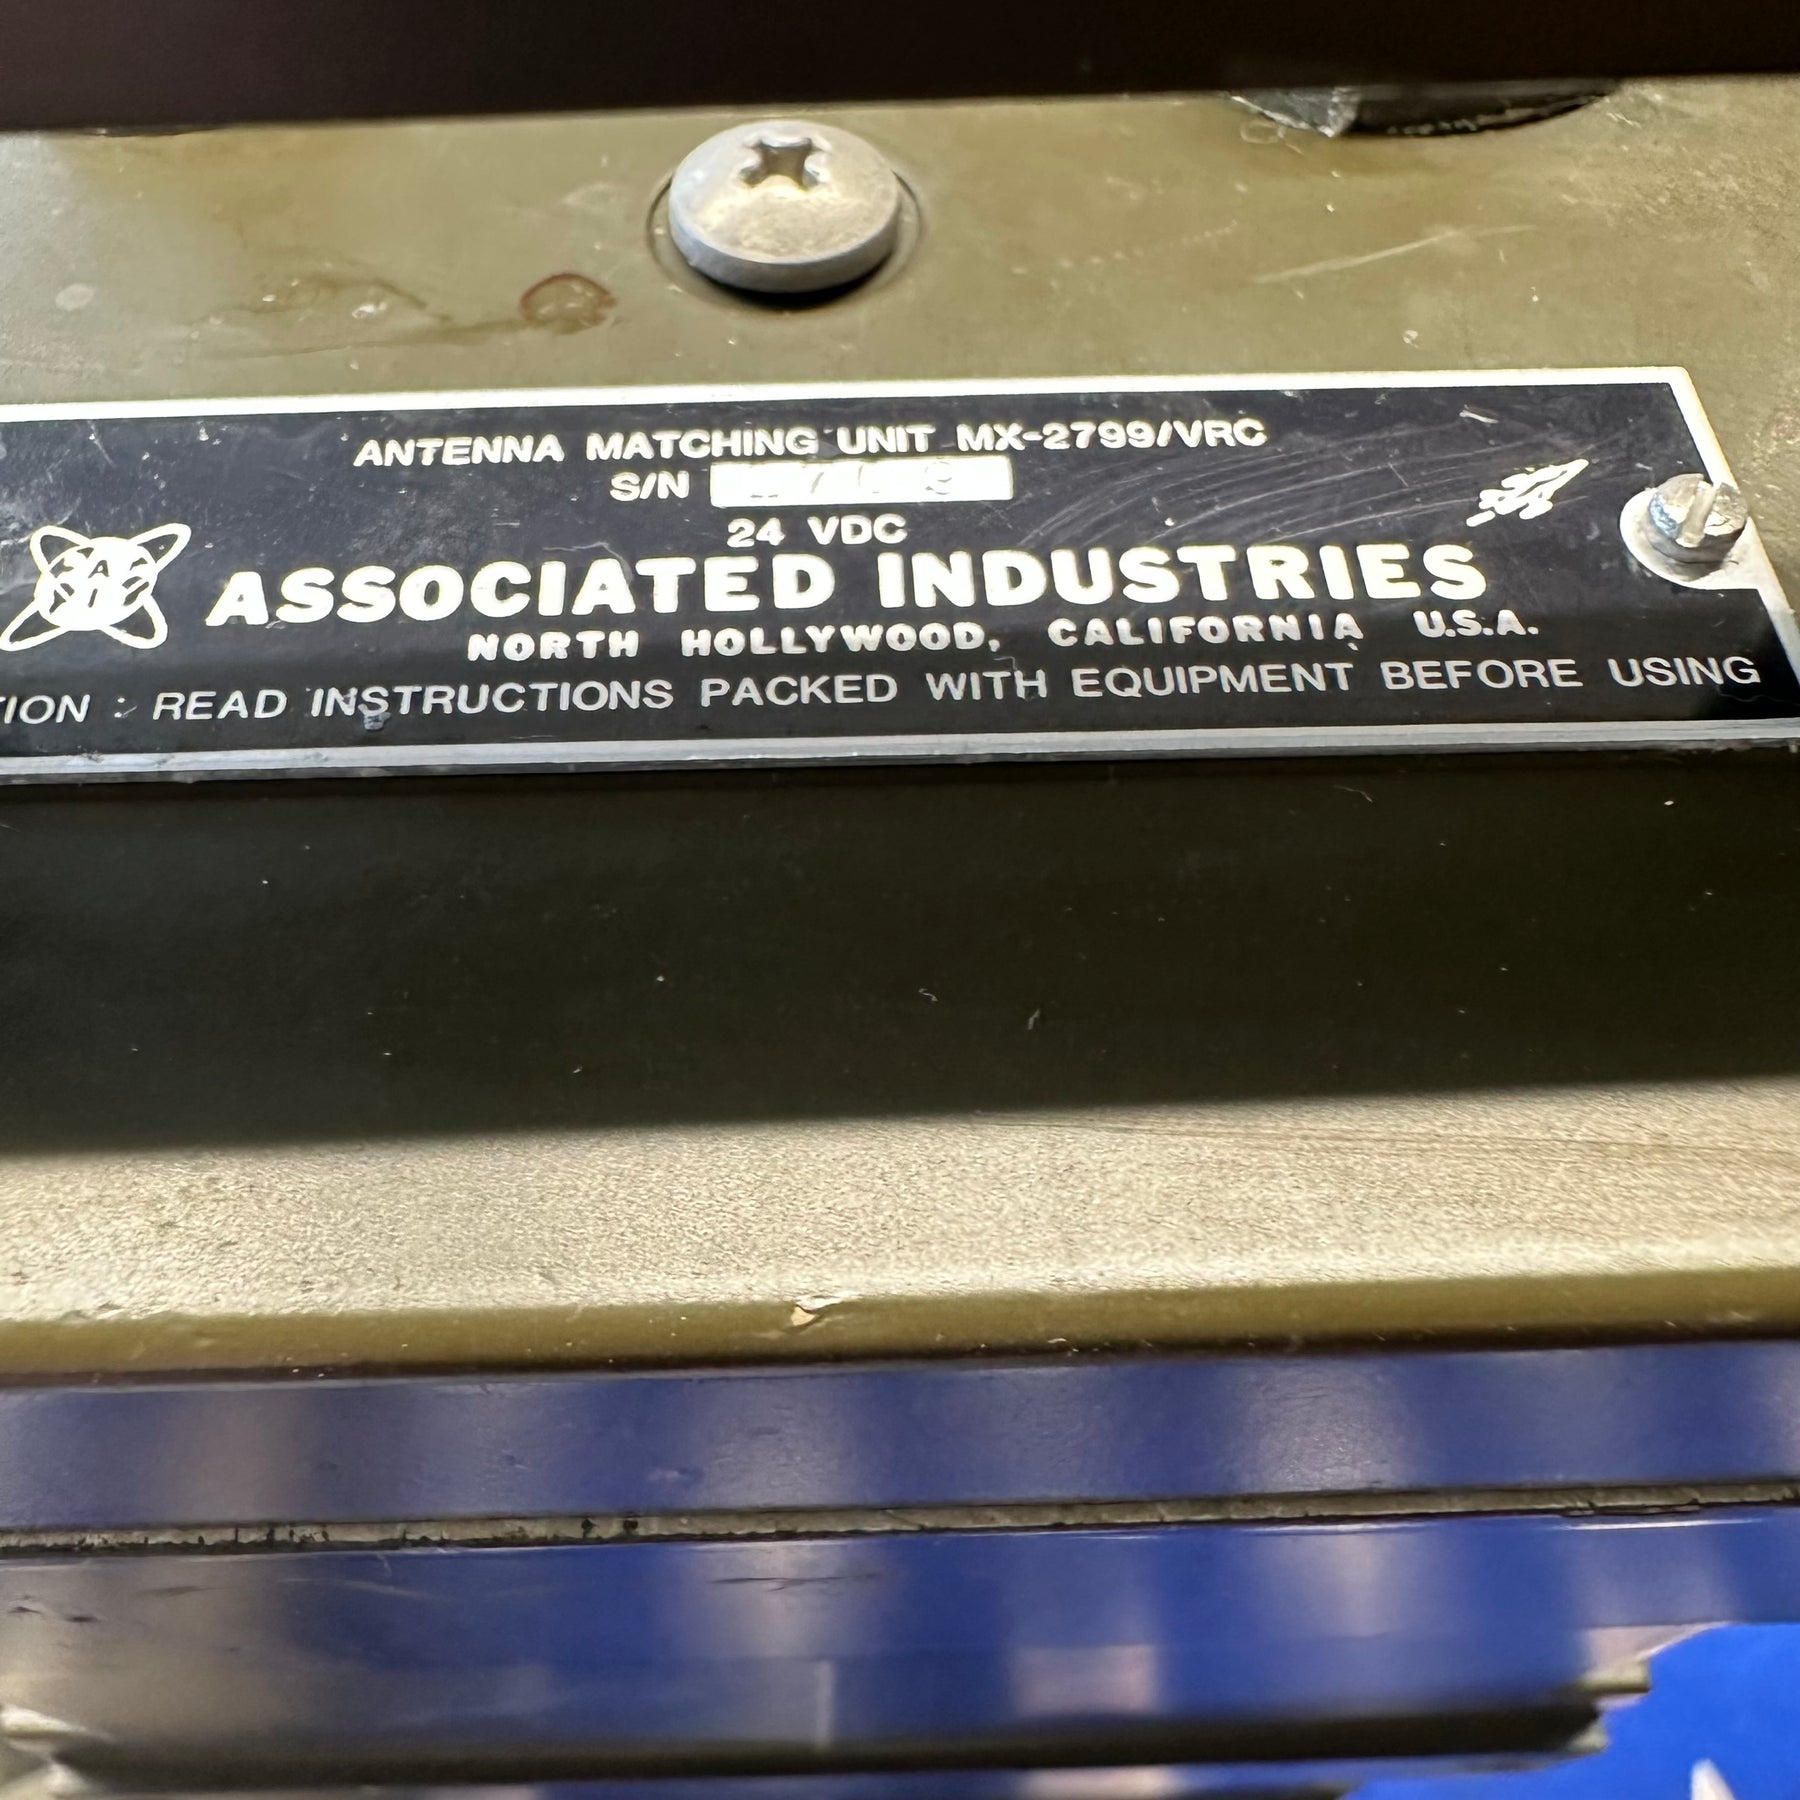 ANTENNA MATCHING UNIT MX-2799/VRC
S/N
24 VDC
ASSOCIATED INDUSTRIES
NORTH HOLLYWOOD, CALIFORNIA U.S.A.
READ INSTRUCTIONS PACKED WITH EQUIPMENT BEFORE USING